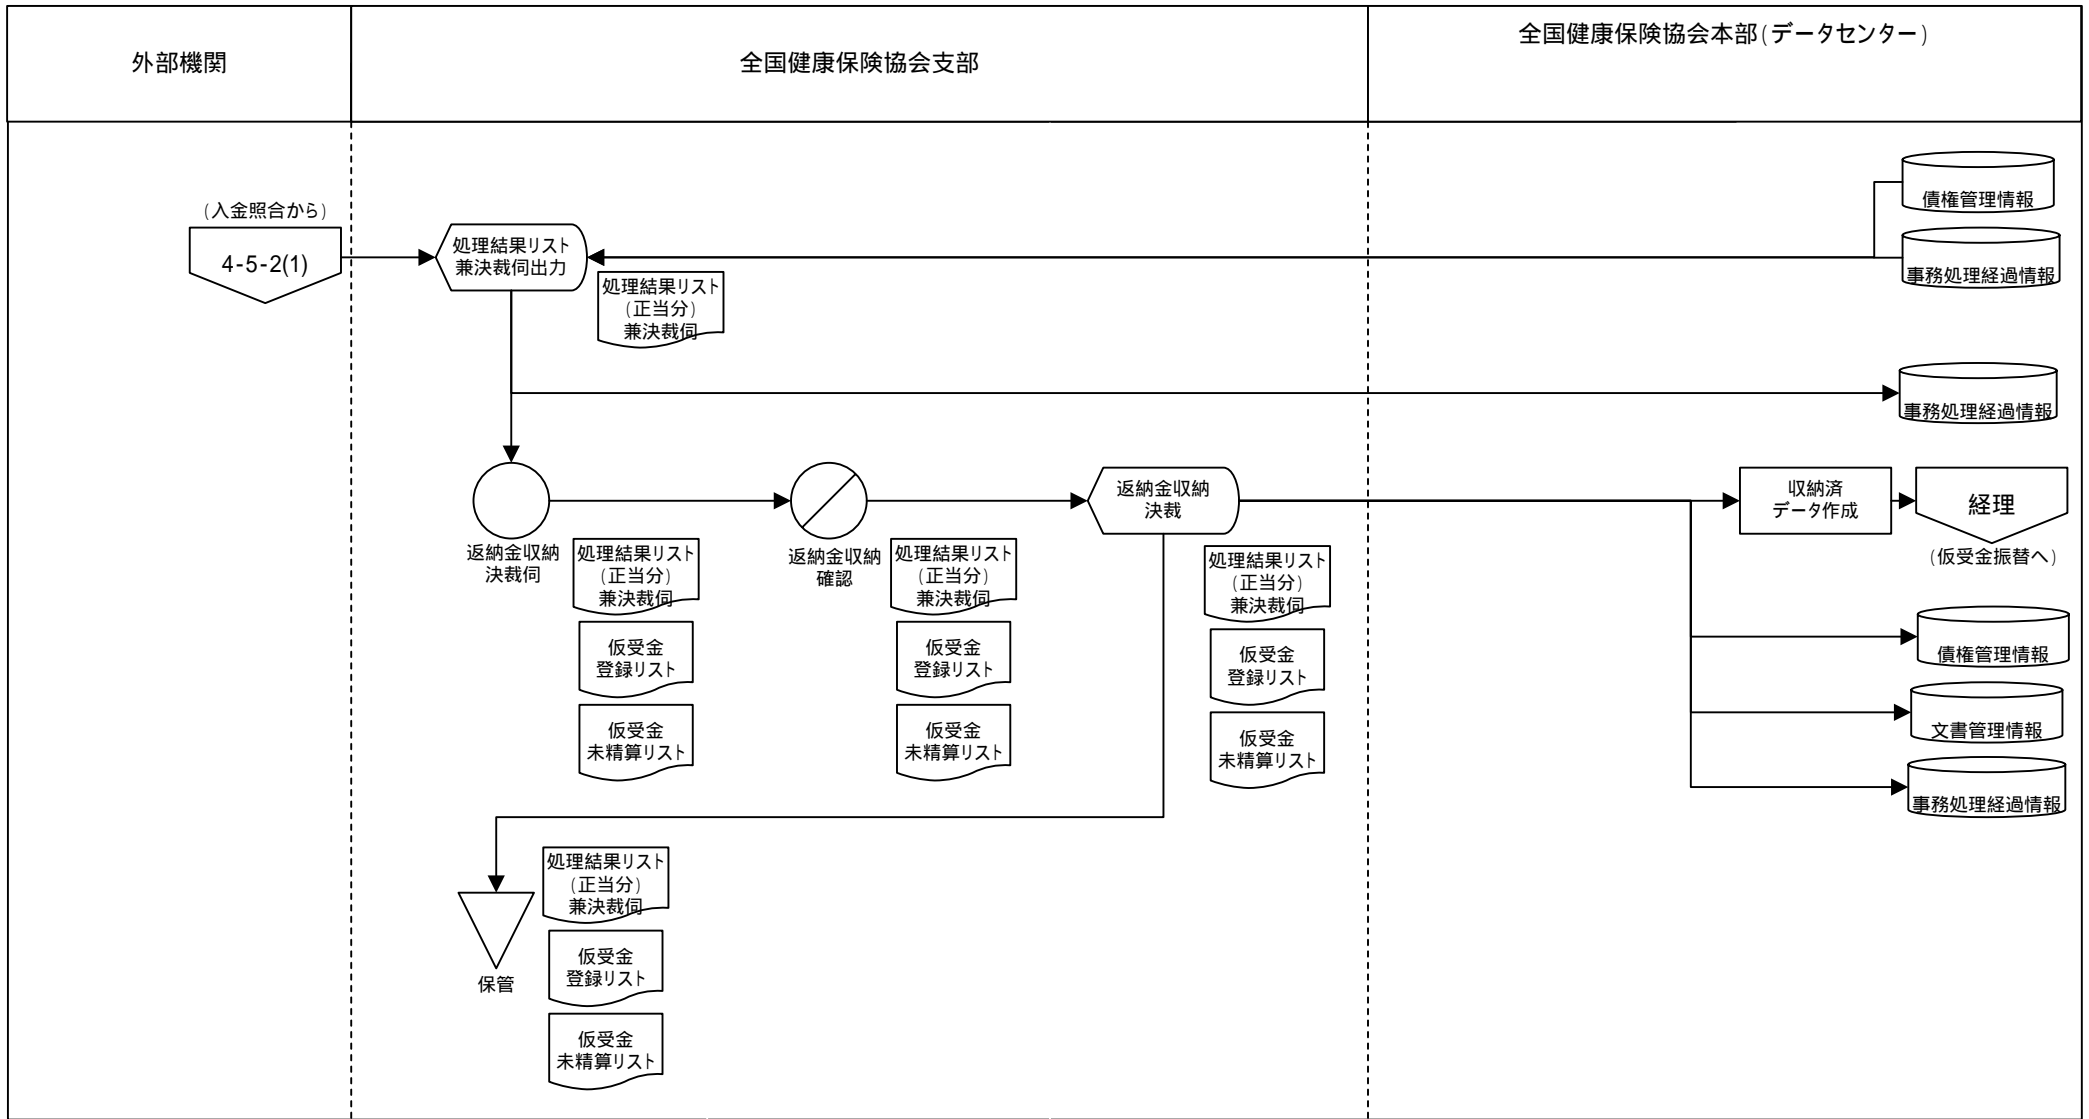 外部機関
全国健康保険協会支部
全国健康保険協会本部(データセンター)
債権管理情報
(入金照合から)
4-5-2(1)
処理結果リスト
兼決裁伺出力
事務処理経過情報
処理結果リスト
(正当分)
兼決裁伺
事務処理経過情報
返納金収納
決裁伺
処理結果リスト
(正当分)
兼決裁伺
仮受金
登録リスト
仮受金
未精算リスト
返納金収納
確認
処理結果リスト
(正当分)
兼決裁伺
仮受金
登録リスト
仮受金
未精算リスト
返納金収納
決裁
処理結果リスト
(正当分)
兼決裁伺
仮受金
登録リスト
仮受金
未精算リスト
収納済
データ作成
経理
(仮受金振替へ)
債権管理情報
文書管理情報
事務処理経過情報
保管
処理結果リスト
(正当分)
兼決裁伺
仮受金
登録リスト
仮受金
未精算リスト